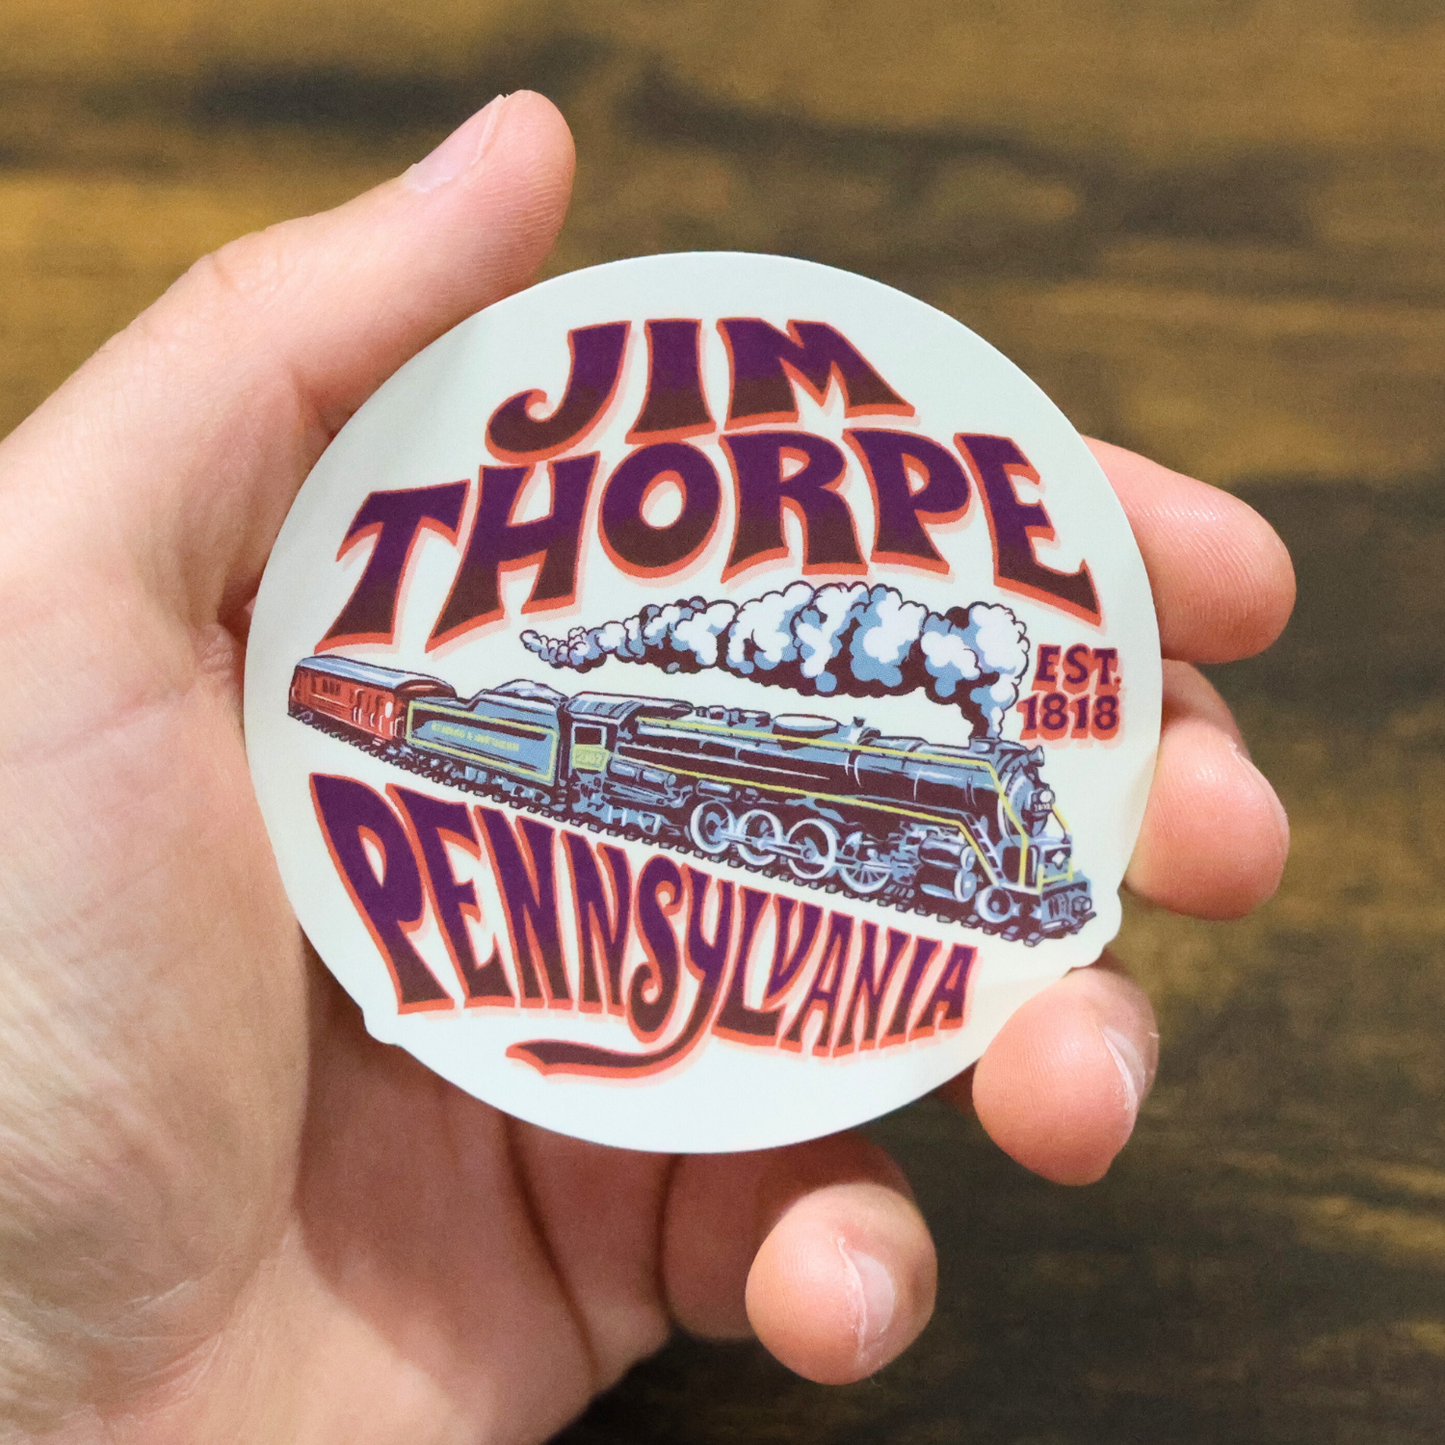 JIM
THORPE
EST.
1818
PENNSYLVANIA